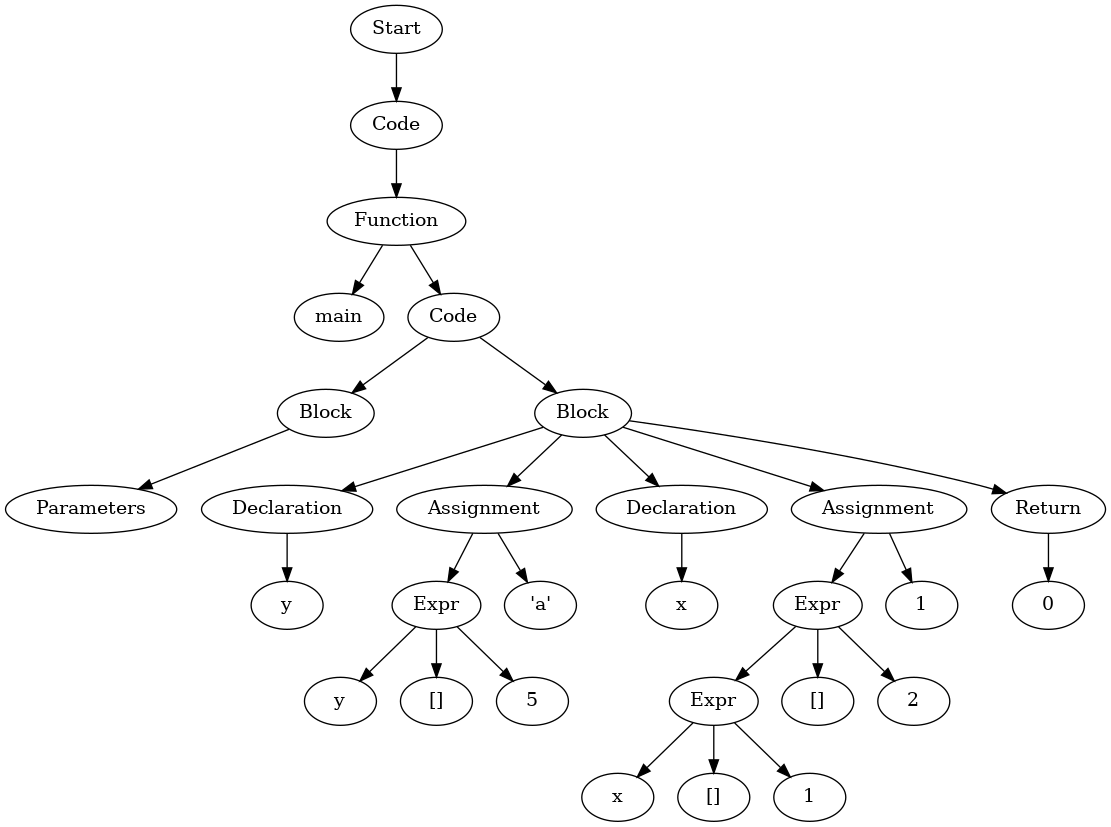 Start
Code
Function
main
Code
Block
Block
Parameters
Declaration
Assignment
Declaration
Assignment
Return
y
Expr
'a'
x
Expr
1
0
y
[]
5
Expr
[]
2
x
[]
1